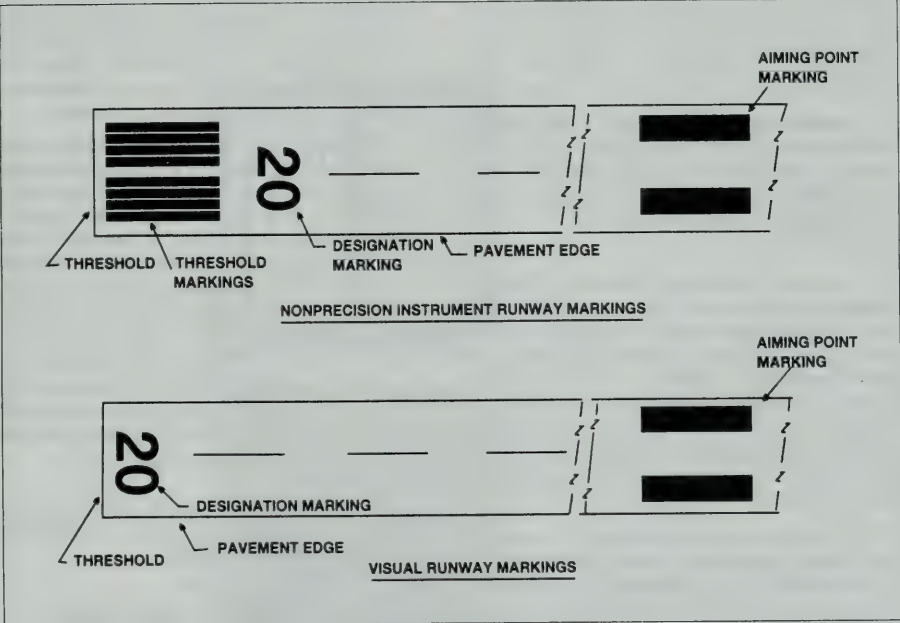 AIMING POINT
MARKING
20
DESIGNATION
MARKING
PAVEMENT EDGE
THRESHOLD
THRESHOLD
MARKINGS
NONPRECISION INSTRUMENT RUNWAY MARKINGS
AIMING POINT
MARKING
20
DESIGNATION MARKING
PAVEMENT EDGE
THRESHOLD
VISUAL RUNWAY MARKINGS